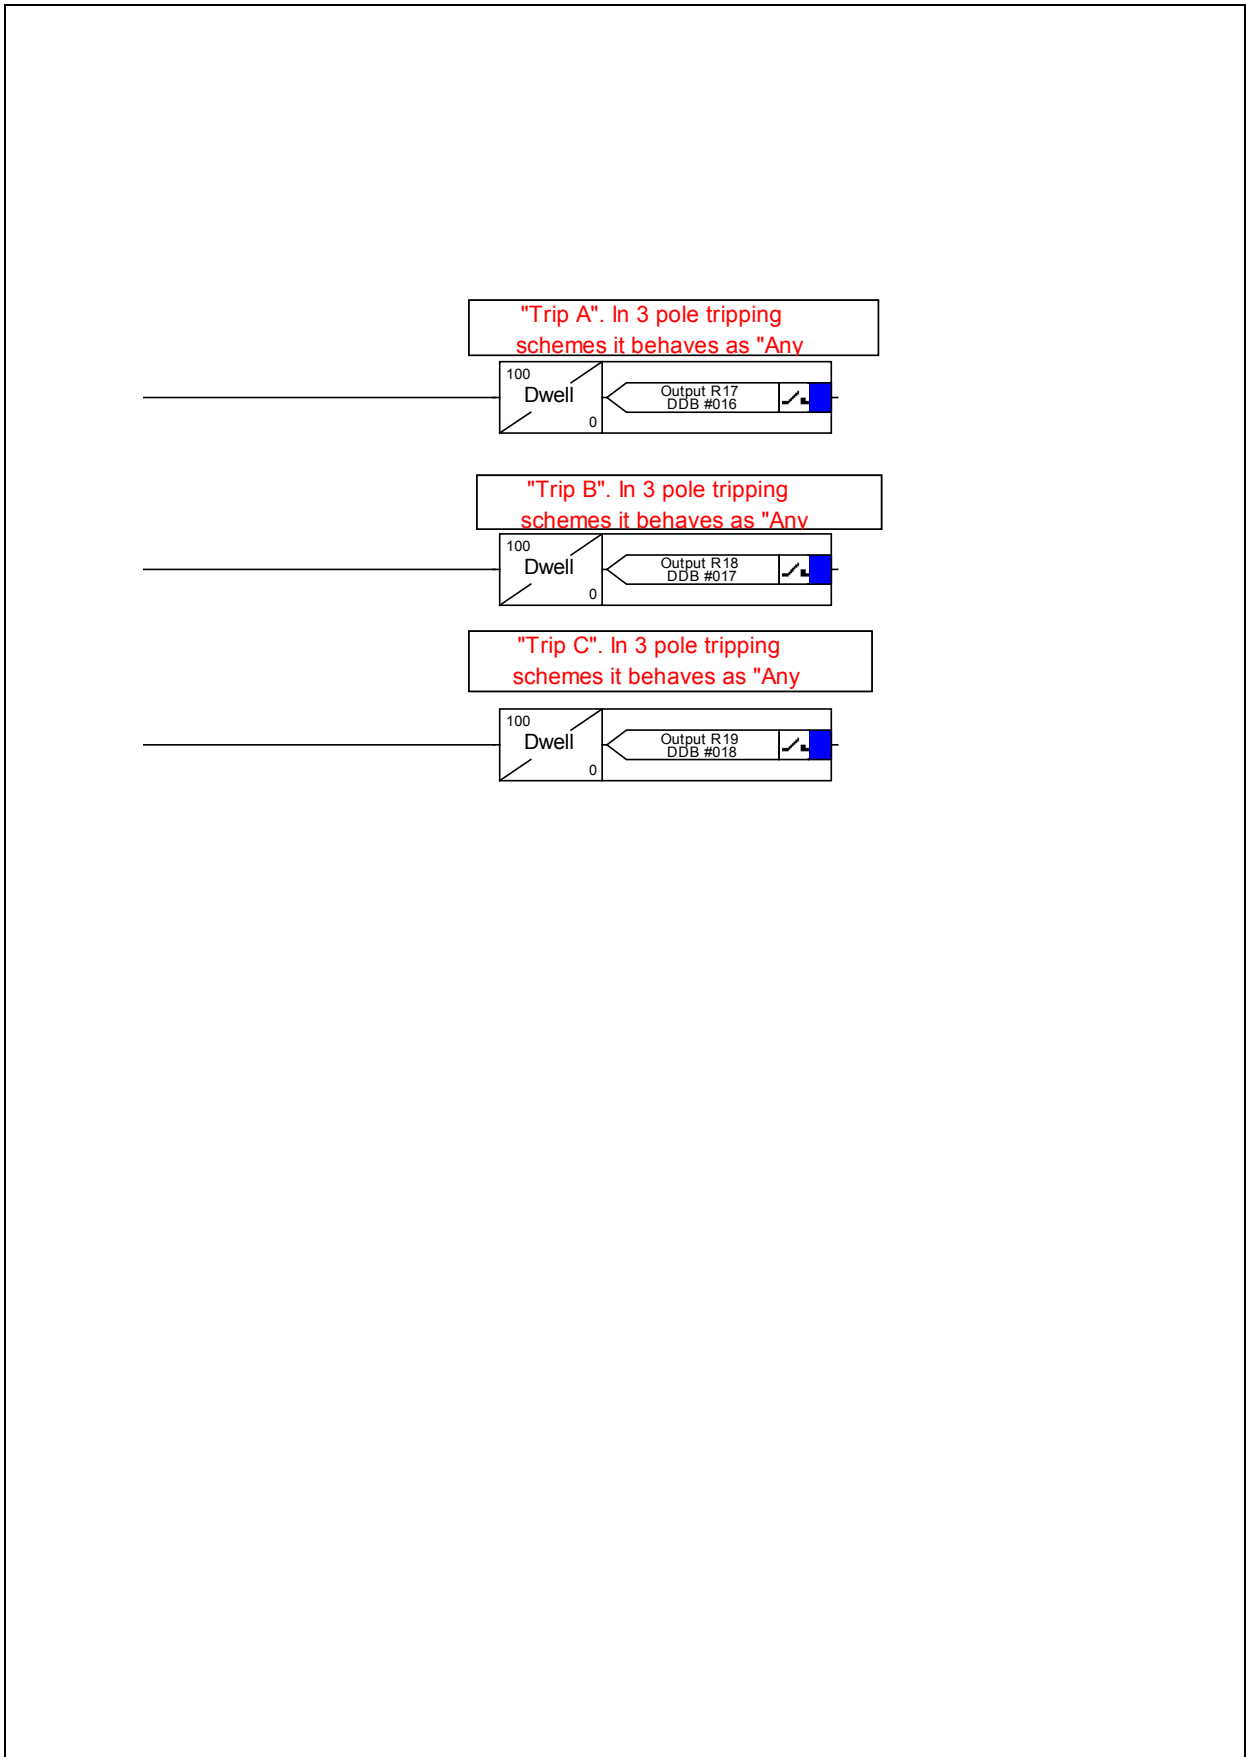 "Trip A". In 3 pole tripping
schemes it behaves as "Any
100
Dwell
0
Output R17
DDB #016
"Trip B". In 3 pole tripping
schemes it behaves as "Any
100
Dwell
0
Output R18
DDB #017
"Trip C". In 3 pole tripping
schemes it behaves as "Any
100
Dwell
0
Output R19
DDB #018